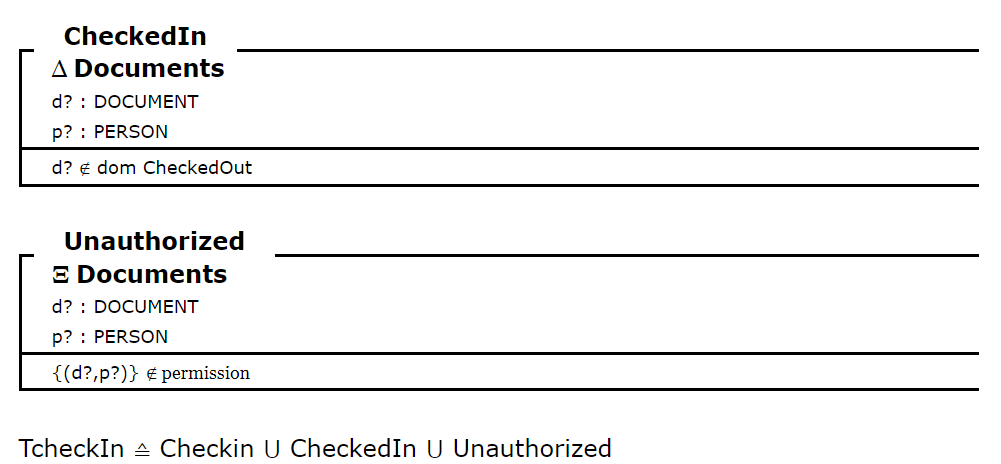 CheckedIn
Δ Documents
d? : DOCUMENT
p? : PERSON
d? ∉ dom CheckedOut
Unauthorized
Ξ Documents
d? : DOCUMENT
p? : PERSON
{(d?,p?)} ∉ permission
TcheckIn ≙ Checkin ∪ CheckedIn ∪ Unauthorized